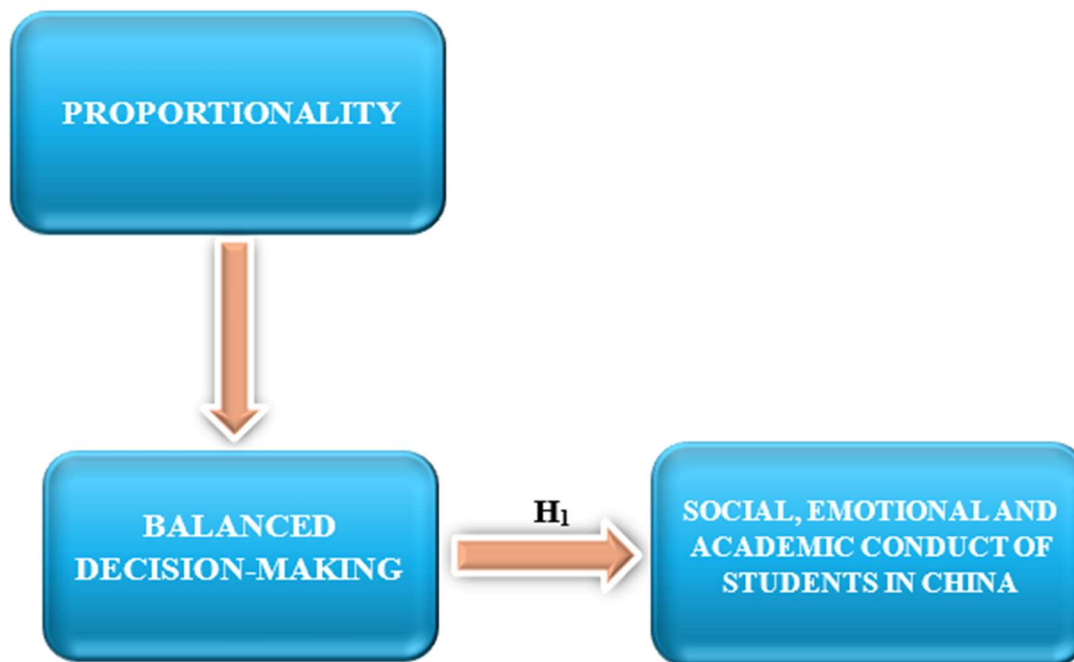 PROPORTIONALITY
BALANCED
DECISION-MAKING
H₁
SOCIAL, EMOTIONAL AND
ACADEMIC CONDUCT OF
STUDENTS IN CHINA